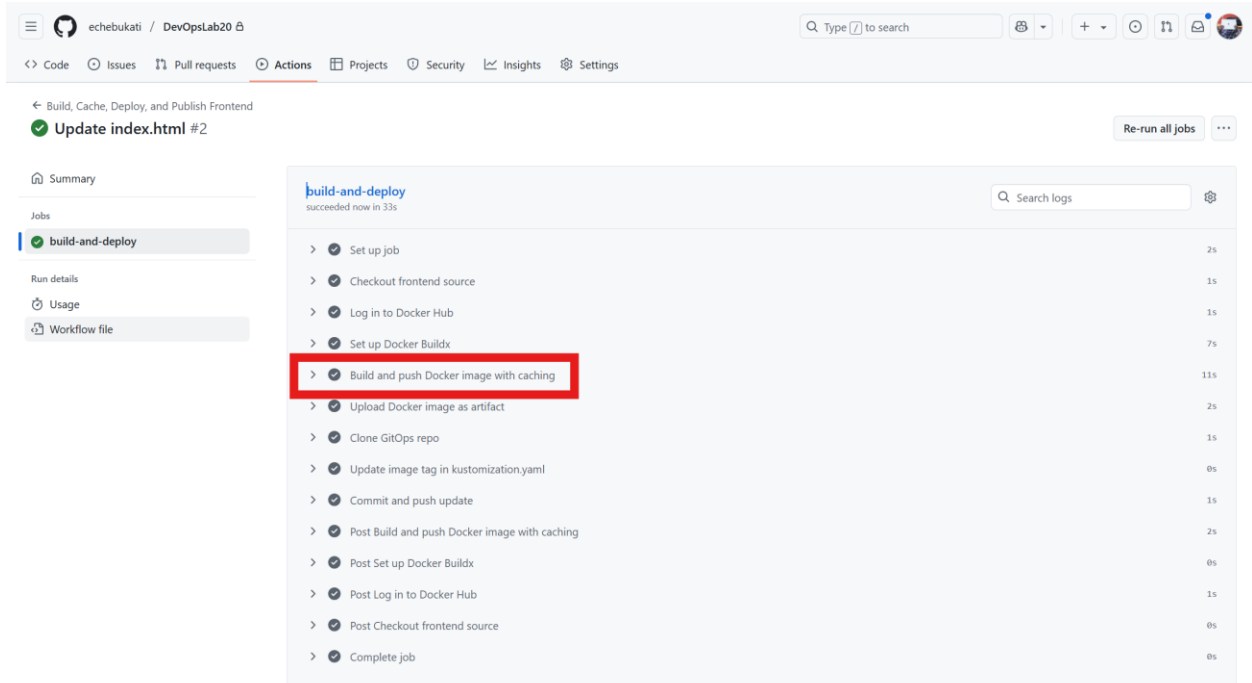 echebukati / DevOpsLab20
Type / to search
Code Issues Pull requests Actions Projects Security Insights Settings
Build, Cache, Deploy, and Publish Frontend
Update index.html #2
Re-run all jobs
Summary
Jobs
build-and-deploy
Run details
Usage
Workflow file
build-and-deploy
succeeded now in 33s
Search logs
Set up job 2s
Checkout frontend source 1s
Log in to Docker Hub 1s
Set up Docker Buildx 7s
Build and push Docker image with caching 11s
Upload Docker image as artifact 2s
Clone GitOps repo 1s
Update image tag in kustomization.yaml 0s
Commit and push update 1s
Post Build and push Docker image with caching 2s
Post Set up Docker Buildx 0s
Post Log in to Docker Hub 1s
Post Checkout frontend source 0s
Complete job 0s